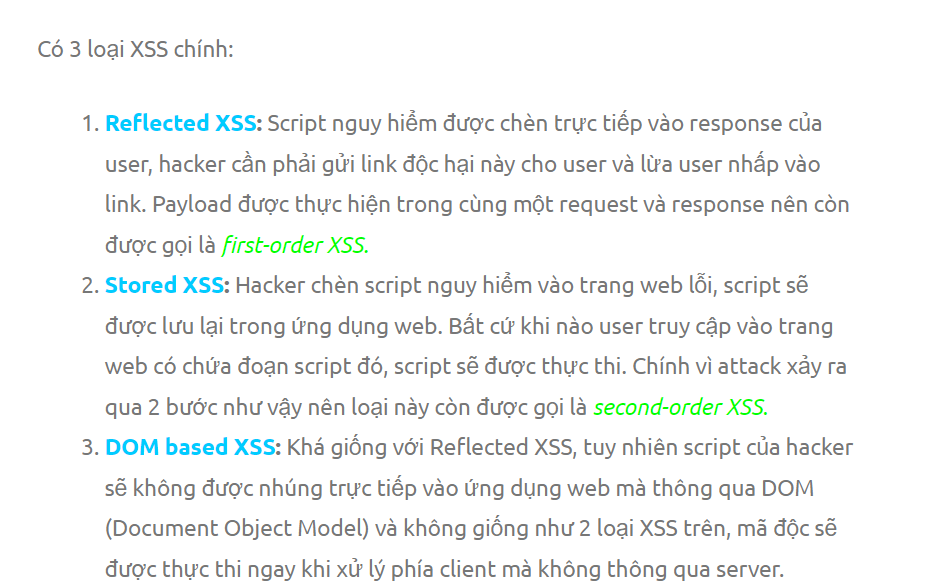 Có 3 loại XSS chính:
1. Reflected XSS: Script nguy hiểm được chèn trực tiếp vào response của
user, hacker cần phải gửi link độc hại này cho user và lừa user nhấp vào
link. Payload được thực hiện trong cùng một request và response nên còn
được gọi là first-order XSS.
2. Stored XSS: Hacker chèn script nguy hiểm vào trang web lỗi, script sẽ
được lưu lại trong ứng dụng web. Bất cứ khi nào user truy cập vào trang
web có chứa đoạn script đó, script sẽ được thực thi. Chính vì attack xảy ra
qua 2 bước như vậy nên loại này còn được gọi là second-order XSS.
3. DOM based XSS: Khá giống với Reflected XSS, tuy nhiên script của hacker
sẽ không được nhúng trực tiếp vào ứng dụng web mà thông qua DOM
(Document Object Model) và không giống như 2 loại XSS trên, mã độc sẽ
được thực thi ngay khi xử lý phía client mà không thông qua server.